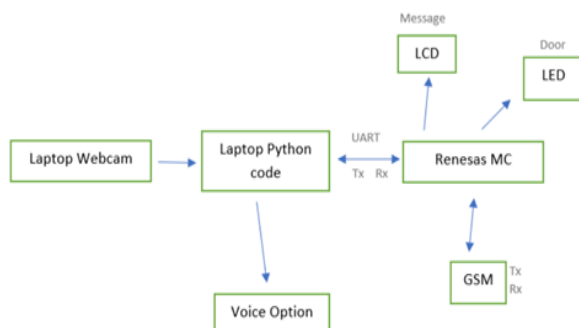 Message
LCD
Door
LED
Laptop Webcam
Laptop Python
code
UART
Tx Rx
Renesas MC
GSM
Tx
Rx
Voice Option